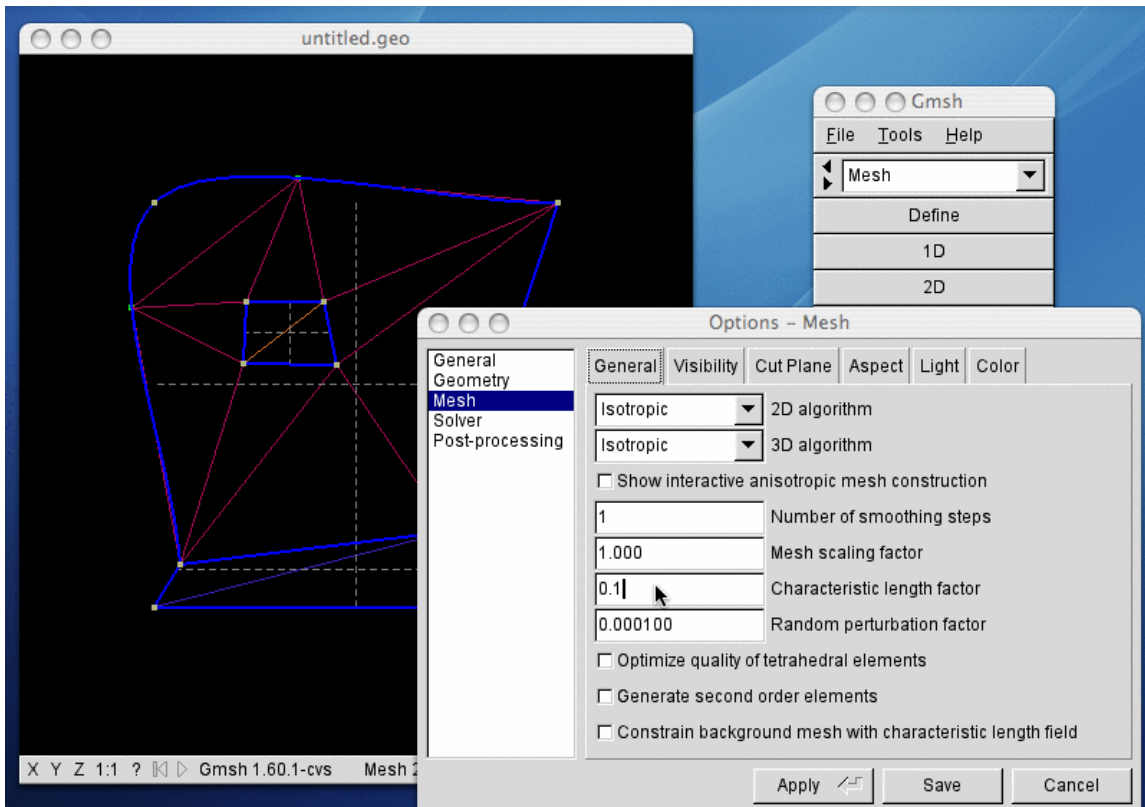 untitled.geo
Gmsh
File Tools Help
Mesh
Define
1D
2D
Options – Mesh
General
Geometry
Mesh
Solver
Post-processing
General Visibility Cut Plane Aspect Light Color
Isotropic 2D algorithm
Isotropic 3D algorithm
Show interactive anisotropic mesh construction
1 Number of smoothing steps
1.000 Mesh scaling factor
0.1 Characteristic length factor
0.000100 Random perturbation factor
Optimize quality of tetrahedral elements
Generate second order elements
Constrain background mesh with characteristic length field
X Y Z 1:1 ? Gmsh 1.60.1-cvs Mesh 2
Apply Save Cancel